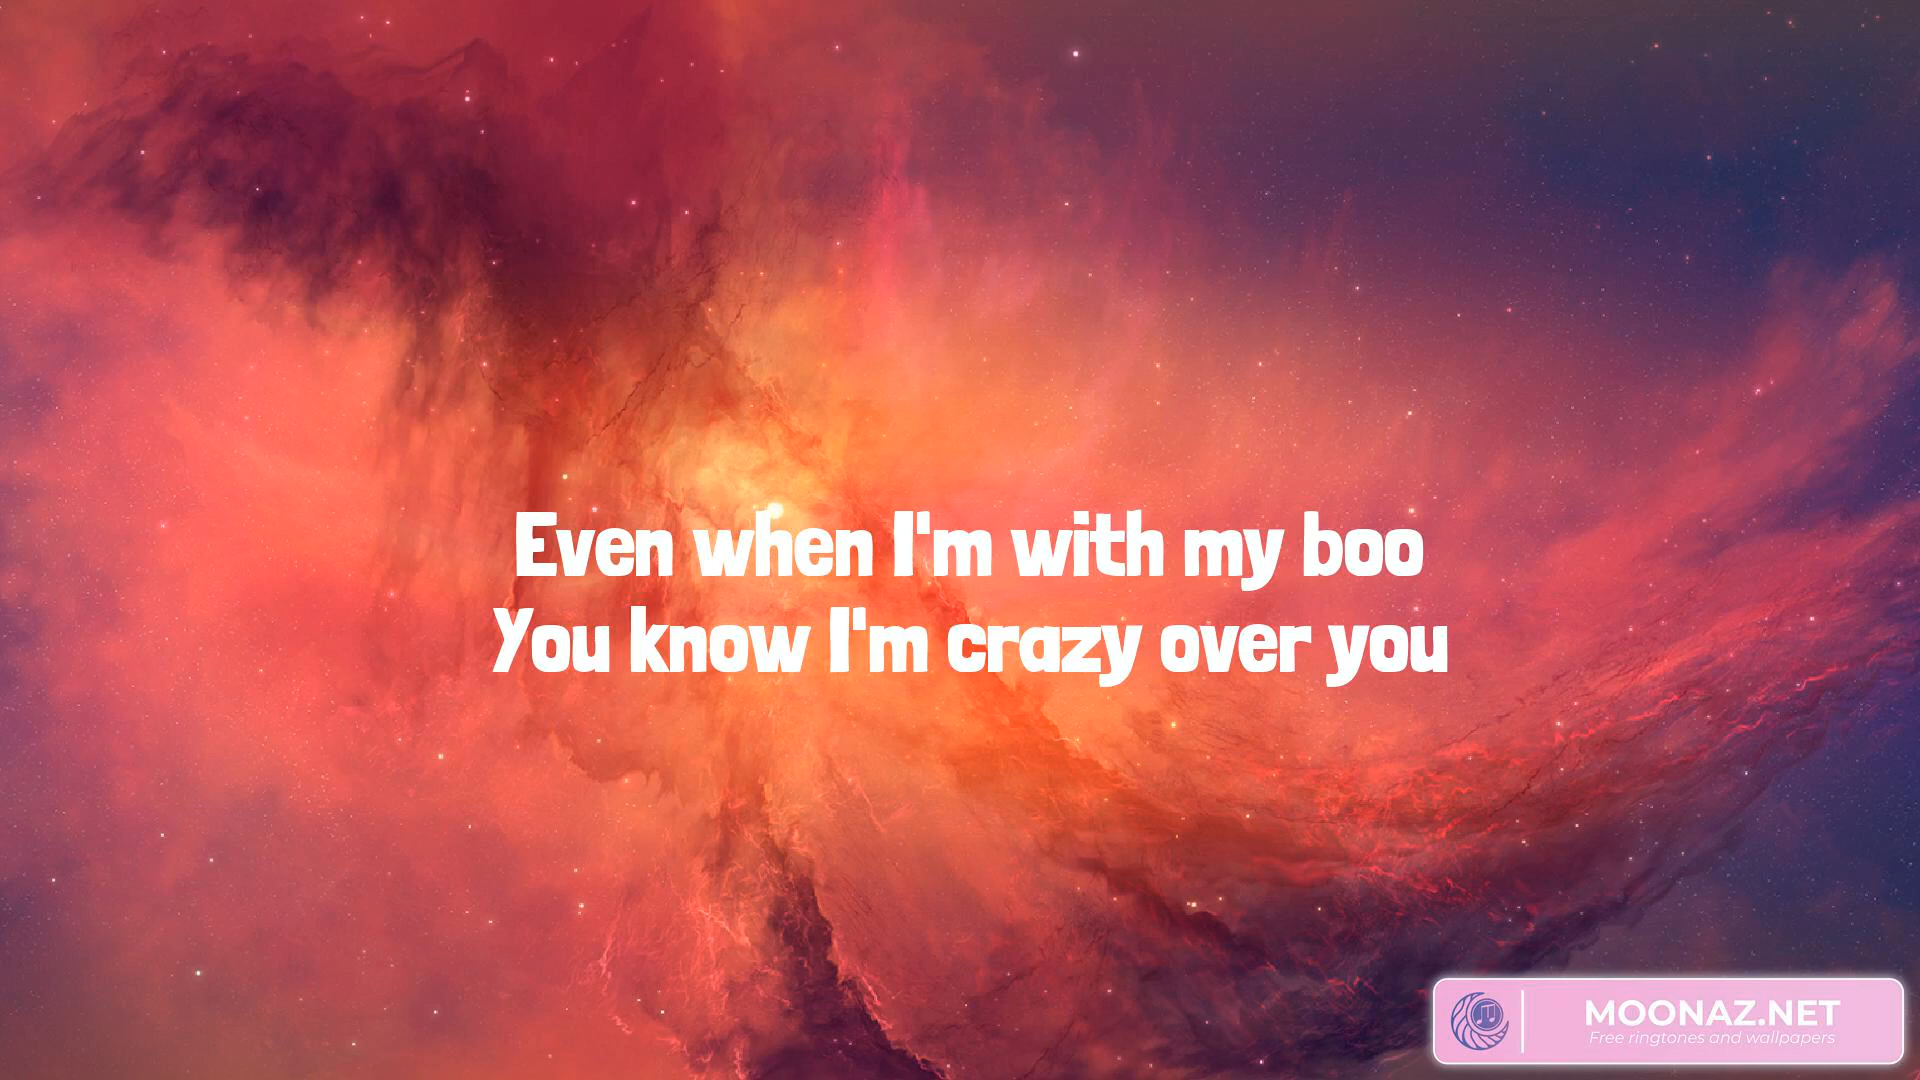 Even when I'm with my boo
You know I'm crazy over you
MOONAZ.NET
Free ringtones and wallpapers